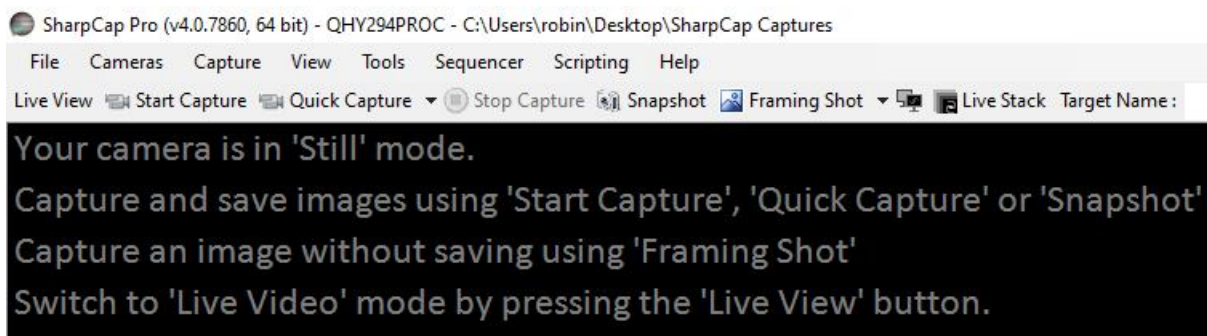 SharpCap Pro (v4.0.7860, 64 bit) - QHY294PROC - C:\Users\robin\Desktop\SharpCap Captures
File Cameras Capture View Tools Sequencer Scripting Help
Live View Start Capture Quick Capture Stop Capture Snapshot Framing Shot Live Stack Target Name :
Your camera is in 'Still' mode.
Capture and save images using 'Start Capture', 'Quick Capture' or 'Snapshot'
Capture an image without saving using 'Framing Shot'
Switch to 'Live Video' mode by pressing the 'Live View' button.